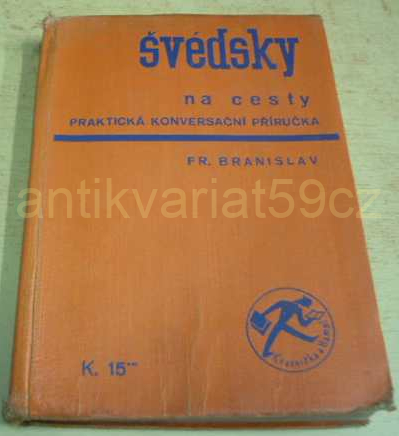 švédsky
na cesty
PRAKTICKÁ KONVERSAČNÍ PŘÍRUČKA
FR. BRANISLAV
antikvariat59cz
K. 15